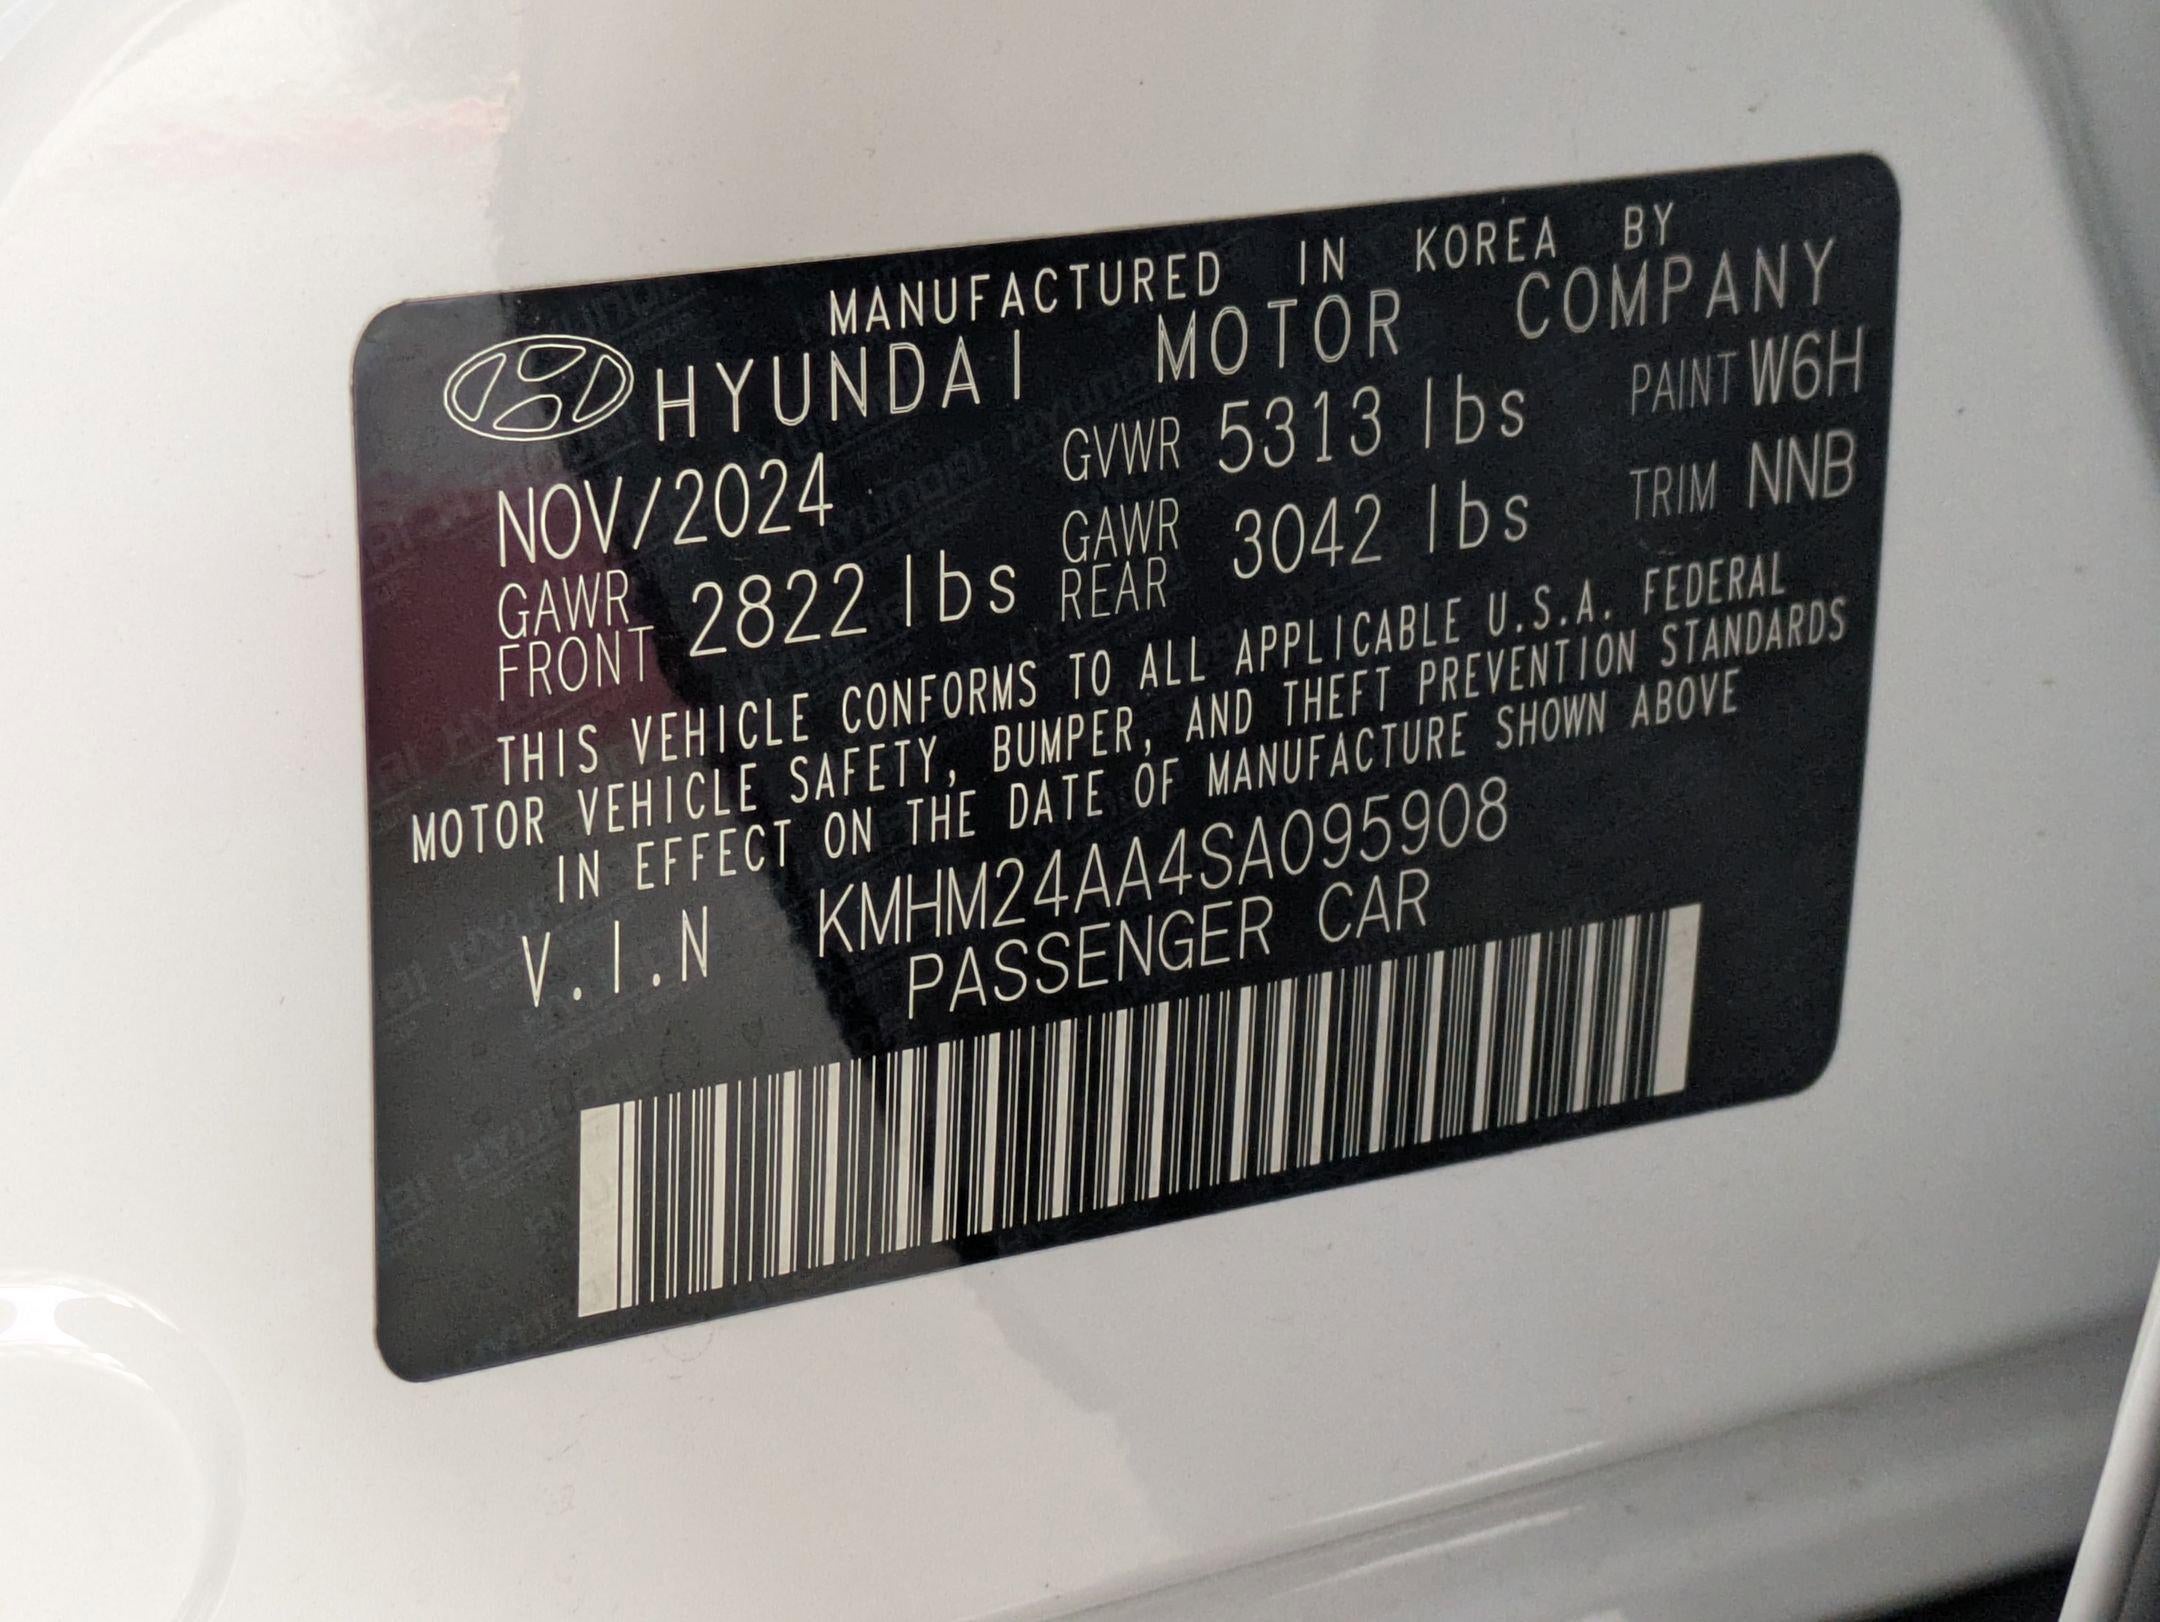 MANUFACTURED IN KOREA BY
HYUNDAI MOTOR COMPANY
NOV/2024 GVWR 5313 lbs PAINT W6H
GAWR FRONT 2822 lbs GAWR REAR 3042 lbs TRIM NNB
THIS VEHICLE CONFORMS TO ALL APPLICABLE U.S.A. FEDERAL
MOTOR VEHICLE SAFETY, BUMPER, AND THEFT PREVENTION STANDARDS
IN EFFECT ON THE DATE OF MANUFACTURE SHOWN ABOVE
V.I.N KMHM24AA4SA095908
PASSENGER CAR